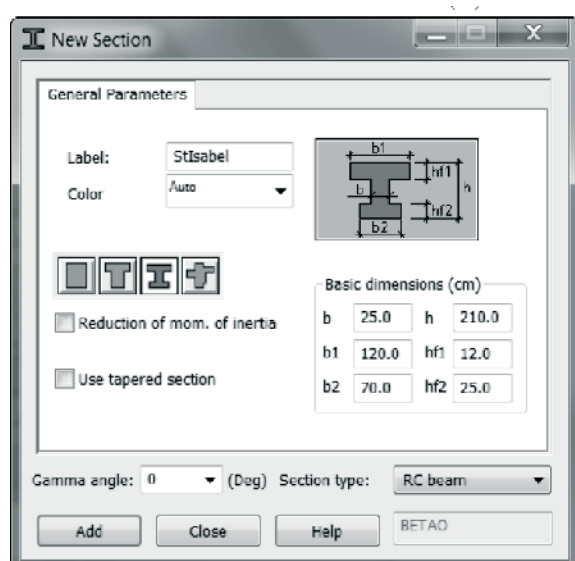 New Section
General Parameters
Label: StIsabel
Color Auto
b1
hf1
b h
hf2
b2
Reduction of mom. of inertia
Use tapered section
Basic dimensions (cm)
b 25.0 h 210.0
h1 120.0 hf1 12.0
b2 70.0 hf2 25.0
Gamma angle: 0 (Deg) Section type: RC beam
Add Close Help BETAO